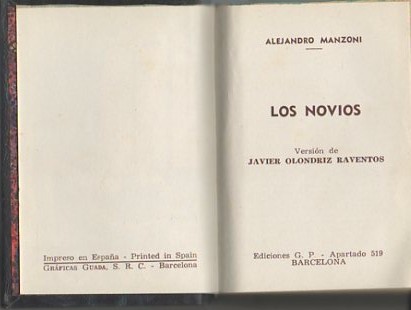 Imprero en España - Printed in Spain
GRÁFICAS GUADA, S. R. C. - Barcelona
ALEJANDRO MANZONI
LOS NOVIOS
Versión de
JAVIER OLONDRIZ RAVENTOS
Ediciones G. P. - Apartado 519
BARCELONA